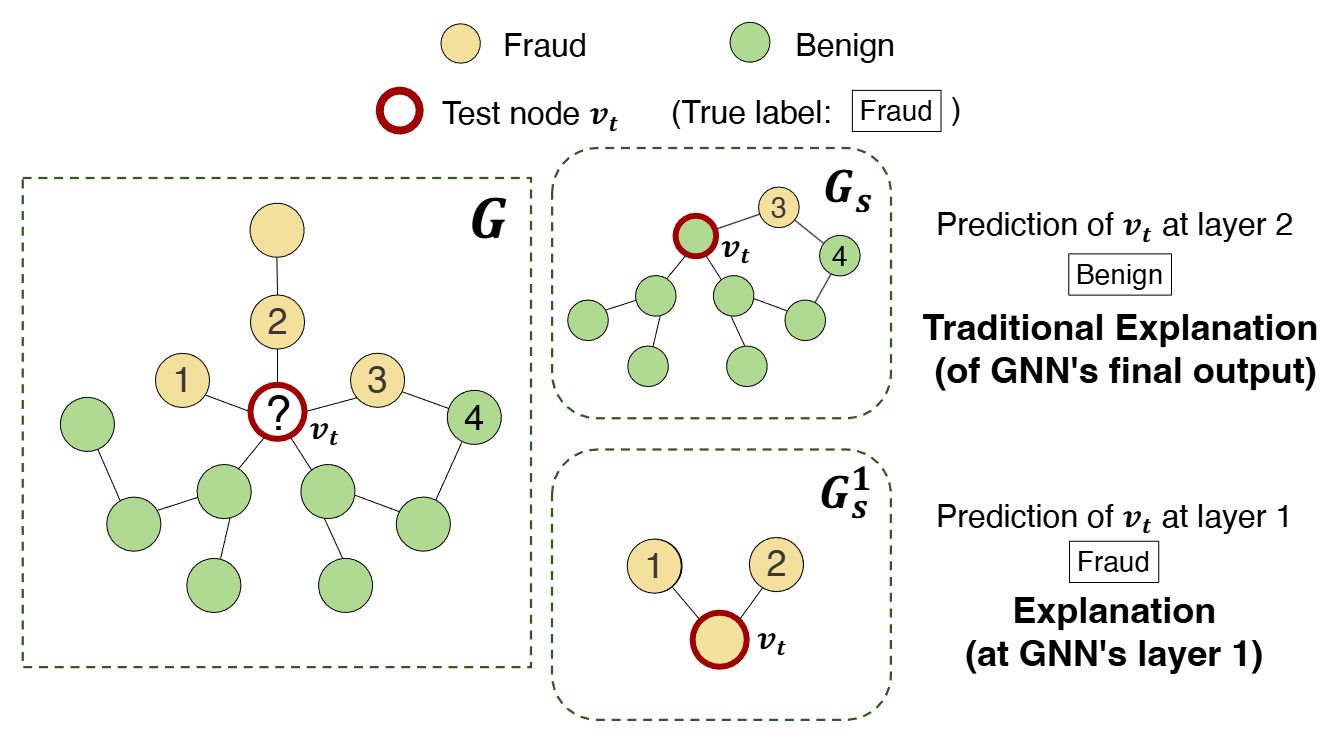 Fraud Benign
Test node v_t (True label: Fraud )
G
2
1 3
? 4
v_t
G_s
3
4
v_t
Prediction of v_t at layer 2
Benign
Traditional Explanation
(of GNN's final output)
G_s^1
1 2
v_t
Prediction of v_t at layer 1
Fraud
Explanation
(at GNN's layer 1)